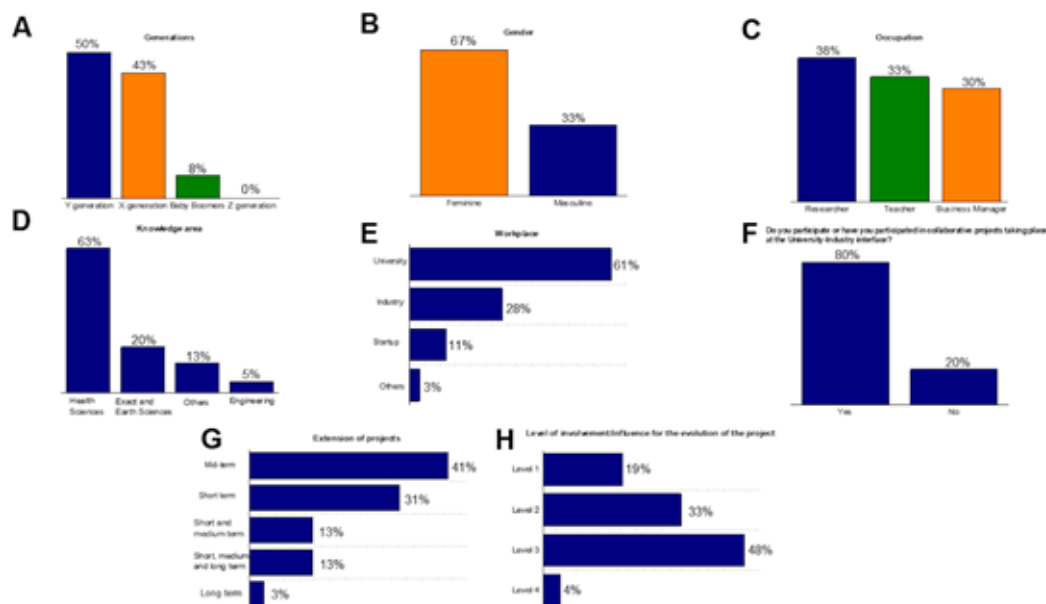 A
Generations
50%
43%
8%
0%
Y generation X generation Baby Boomers Z generation
B
Gender
67%
33%
Feminine Masculine
C
Occupation
38%
33%
30%
Researcher Teacher Business Manager
D
Knowledge area
63%
20%
13%
5%
Health Exact and Others Engineering
Sciences Earth Sciences
E
Workplace
University 61%
Industry 28%
Startup 11%
Others 3%
F
Do you participate or have you participated in collaborative projects taking place
at the University-Industry interface?
80%
20%
Yes No
G
Extension of projects
Mid-term 41%
Short term 31%
Short and
medium term 13%
Short, medium
and long term 13%
Long term 3%
H
Level of involvement/influence for the evolution of the project
Level 1 19%
Level 2 33%
Level 3 48%
Level 4 4%